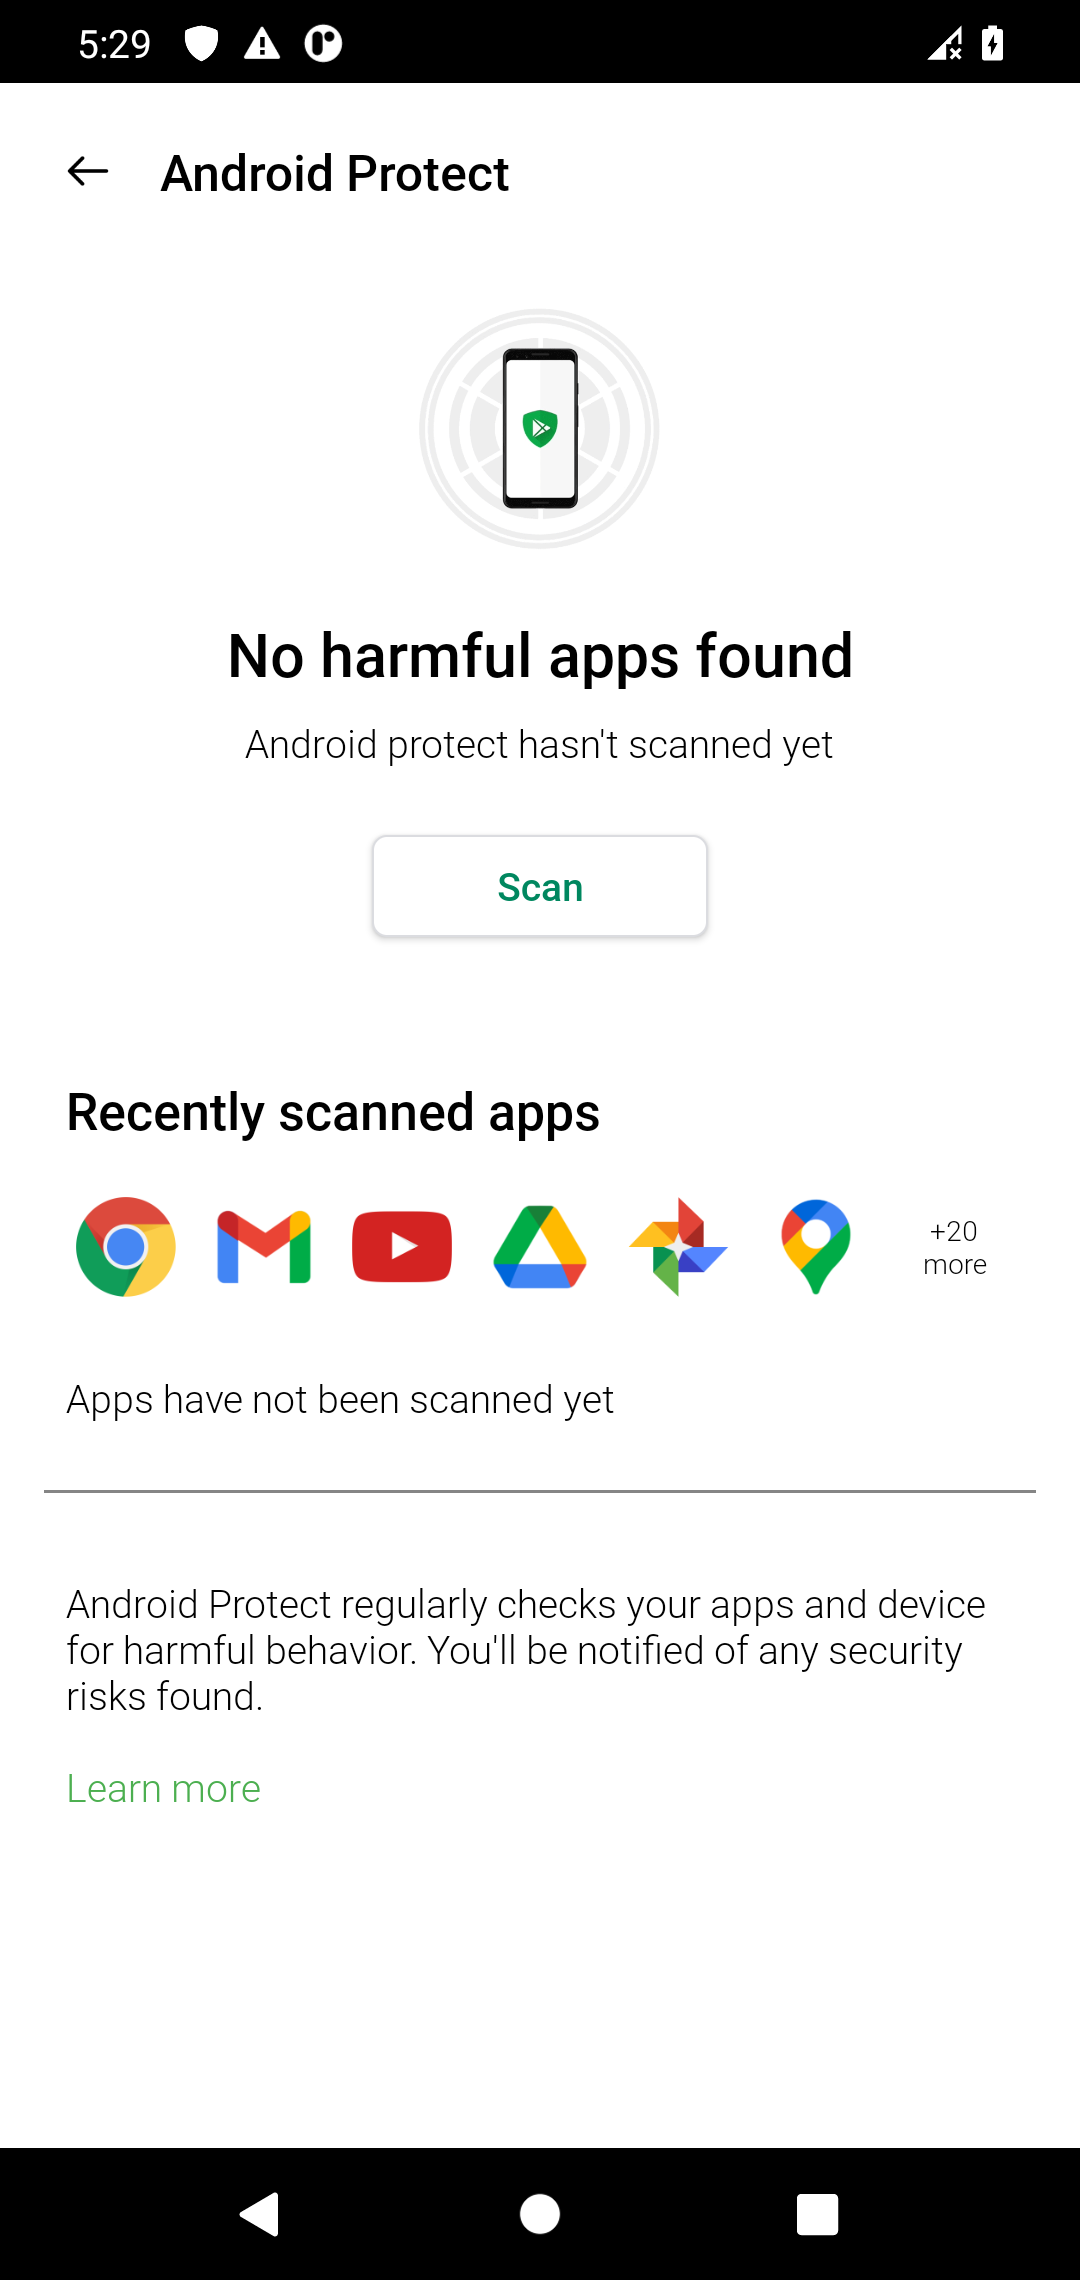 5:29
Android Protect
No harmful apps found
Android protect hasn't scanned yet
Scan
Recently scanned apps
+20
more
Apps have not been scanned yet
Android Protect regularly checks your apps and device
for harmful behavior. You'll be notified of any security
risks found.
Learn more